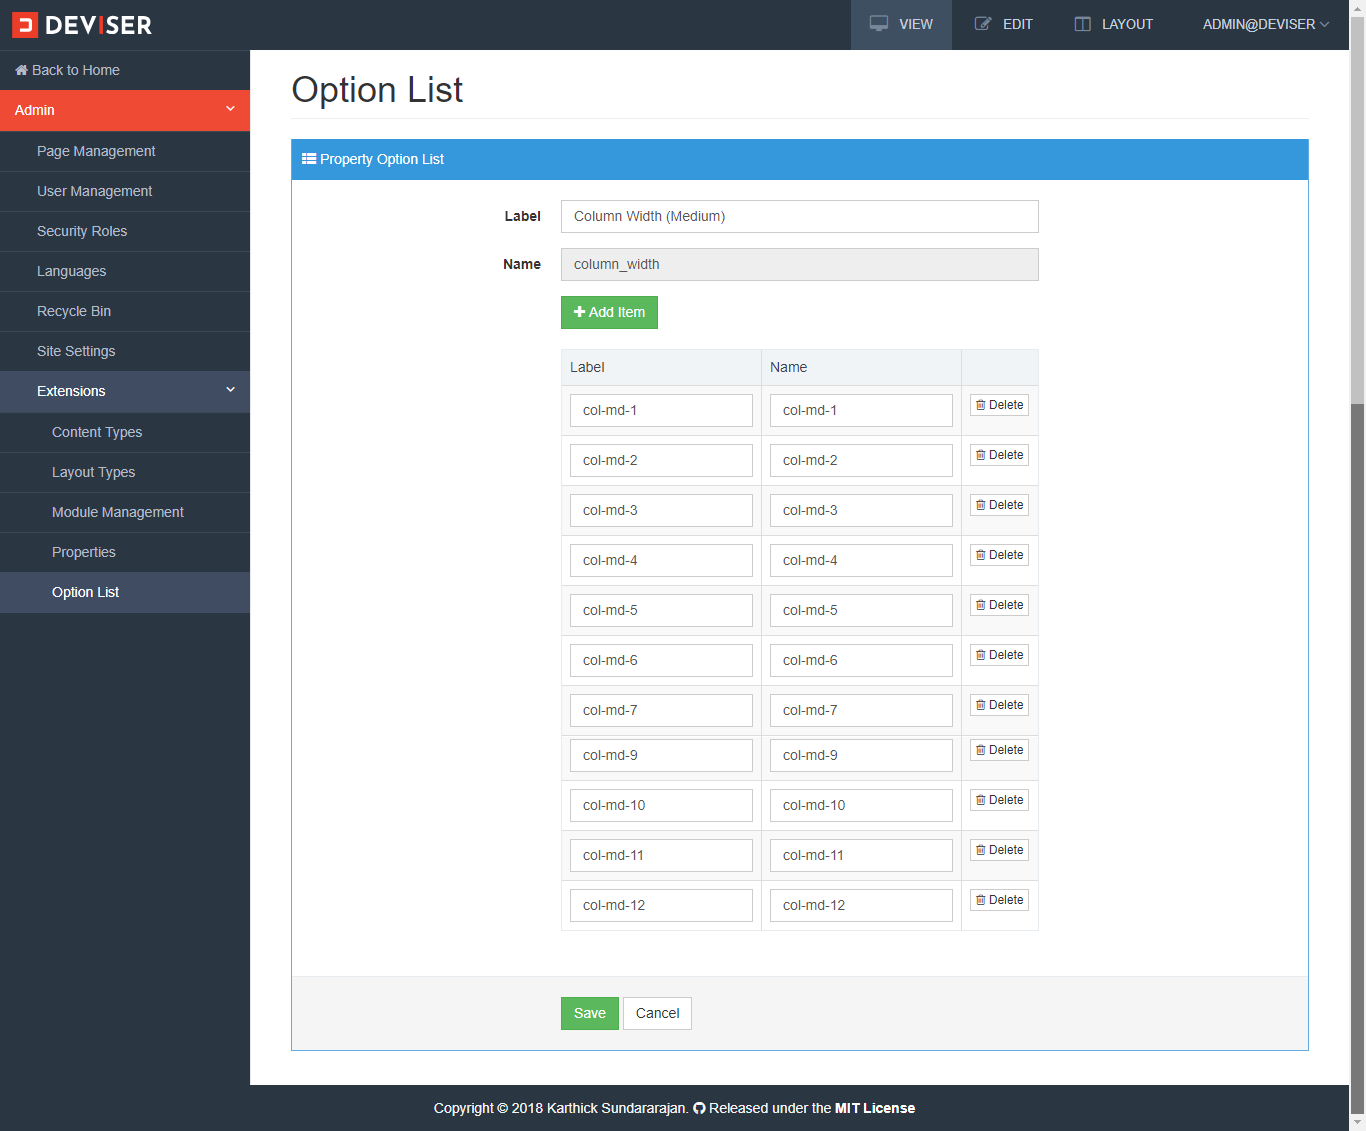 DEVISER
VIEW
EDIT
LAYOUT
ADMIN@DEVISER
Back to Home
Admin
Page Management
User Management
Security Roles
Languages
Recycle Bin
Site Settings
Extensions
Content Types
Layout Types
Module Management
Properties
Option List
Option List
Property Option List
Label Column Width (Medium)
Name column_width
Add Item
Label Name
col-md-1 col-md-1 Delete
col-md-2 col-md-2 Delete
col-md-3 col-md-3 Delete
col-md-4 col-md-4 Delete
col-md-5 col-md-5 Delete
col-md-6 col-md-6 Delete
col-md-7 col-md-7 Delete
col-md-9 col-md-9 Delete
col-md-10 col-md-10 Delete
col-md-11 col-md-11 Delete
col-md-12 col-md-12 Delete
Save Cancel
Copyright © 2018 Karthick Sundararajan. Released under the MIT License